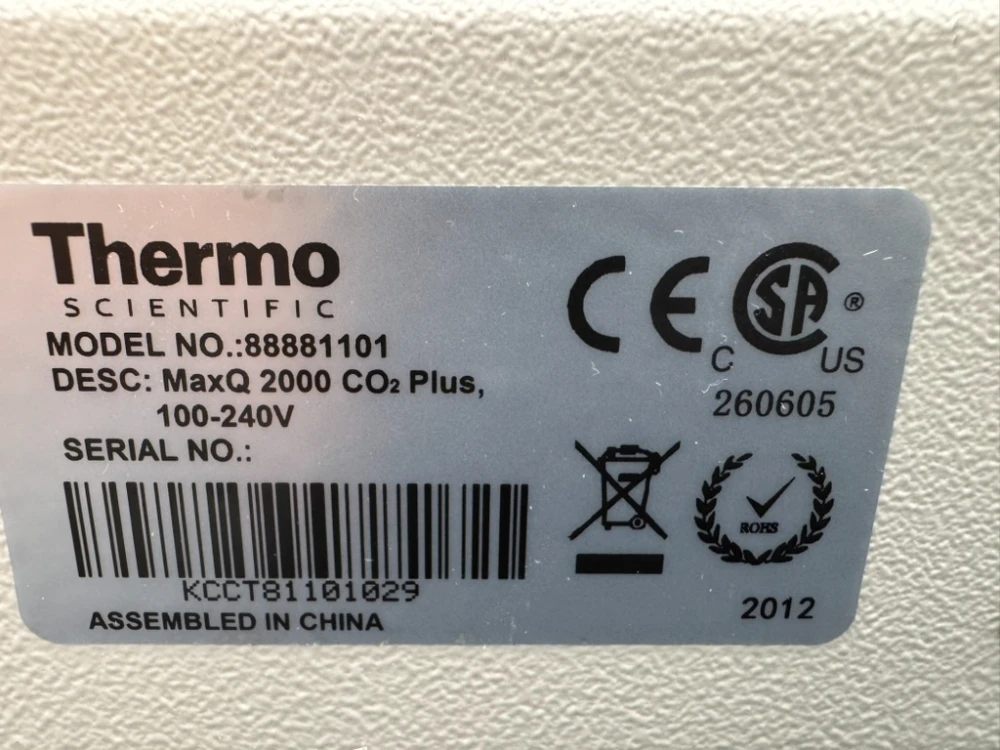 Thermo
SCIENTIFIC
MODEL NO.:88881101
DESC: MaxQ 2000 CO₂ Plus,
100-240V
SERIAL NO.:
KCCT81101029
ASSEMBLED IN CHINA
CE
SA ®
C US
260605
ROHS
2012